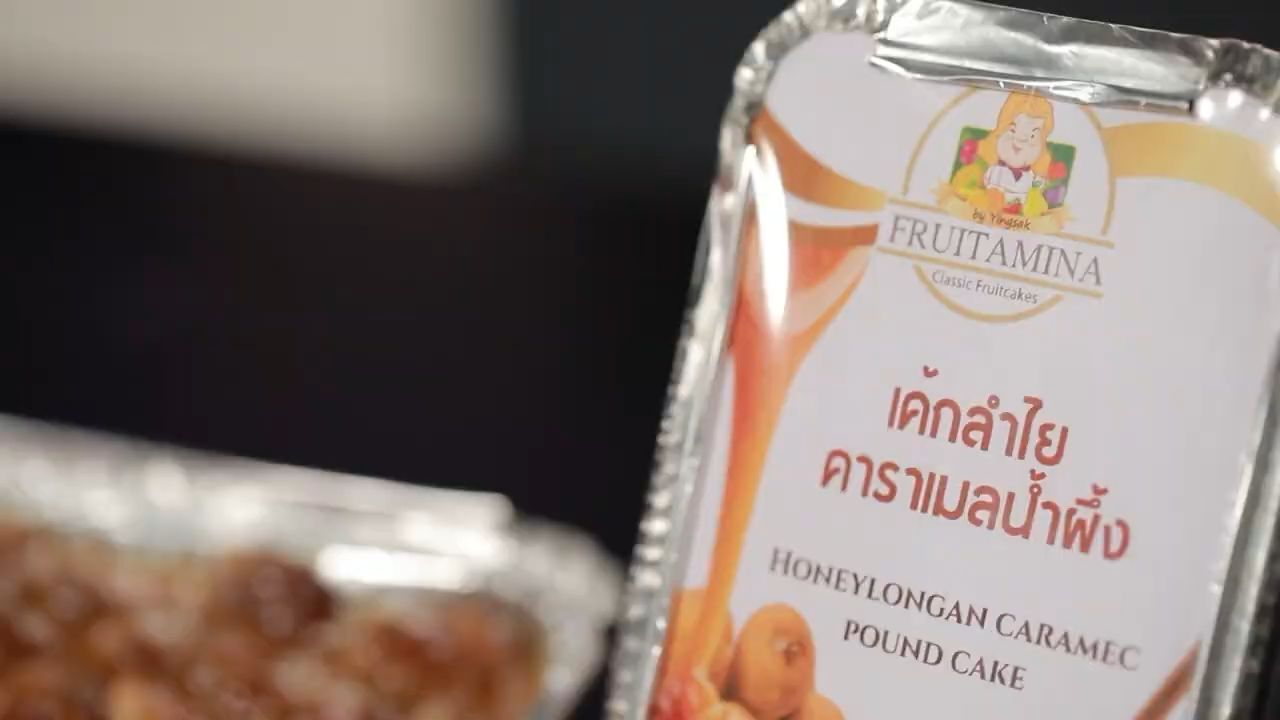 by Yingsak
FRUITAMINA
Classic Fruitcakes
เค้กลำไย
คาราเมลน้ำผึ้ง
HONEYLONGAN CARAMEC
POUND CAKE